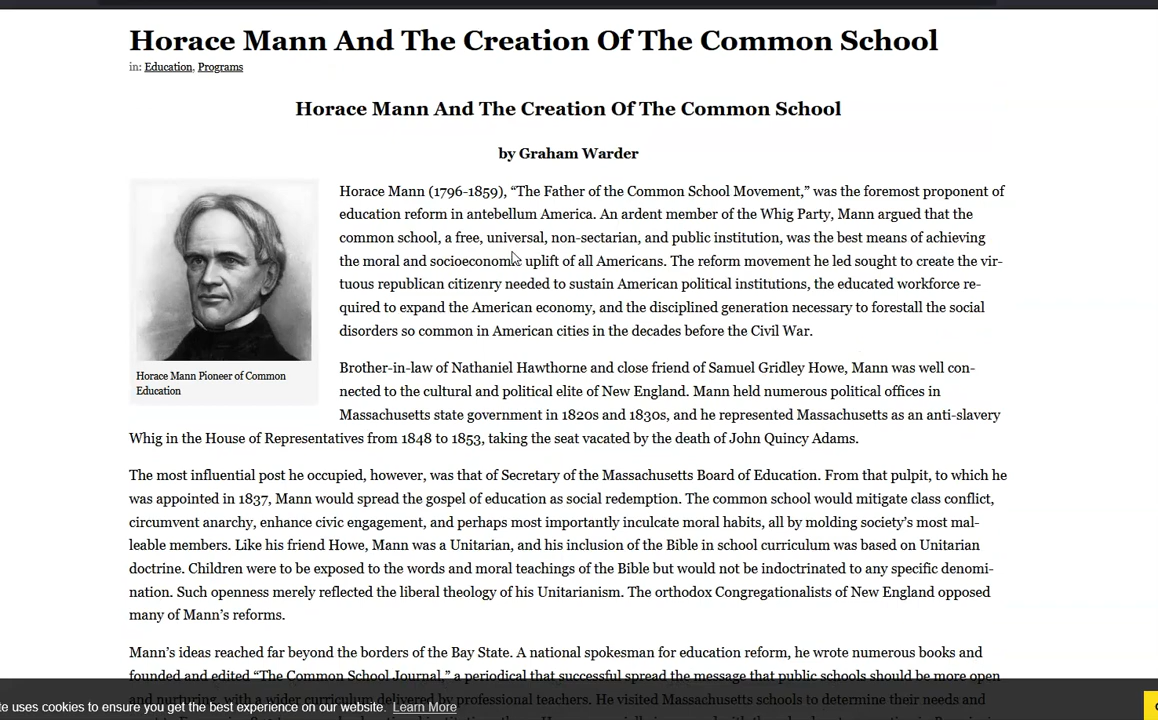 Horace Mann And The Creation Of The Common School
in: Education, Programs
Horace Mann And The Creation Of The Common School
by Graham Warder
Horace Mann (1796-1859), “The Father of the Common School Movement,” was the foremost proponent of
education reform in antebellum America. An ardent member of the Whig Party, Mann argued that the
common school, a free, universal, non-sectarian, and public institution, was the best means of achieving
the moral and socioeconomic uplift of all Americans. The reform movement he led sought to create the vir-
tuous republican citizenry needed to sustain American political institutions, the educated workforce re-
quired to expand the American economy, and the disciplined generation necessary to forestall the social
disorders so common in American cities in the decades before the Civil War.
Horace Mann Pioneer of Common
Education
Brother-in-law of Nathaniel Hawthorne and close friend of Samuel Gridley Howe, Mann was well con-
nected to the cultural and political elite of New England. Mann held numerous political offices in
Massachusetts state government in 1820s and 1830s, and he represented Massachusetts as an anti-slavery
Whig in the House of Representatives from 1848 to 1853, taking the seat vacated by the death of John Quincy Adams.
The most influential post he occupied, however, was that of Secretary of the Massachusetts Board of Education. From that pulpit, to which he
was appointed in 1837, Mann would spread the gospel of education as social redemption. The common school would mitigate class conflict,
circumvent anarchy, enhance civic engagement, and perhaps most importantly inculcate moral habits, all by molding society’s most mal-
leable members. Like his friend Howe, Mann was a Unitarian, and his inclusion of the Bible in school curriculum was based on Unitarian
doctrine. Children were to be exposed to the words and moral teachings of the Bible but would not be indoctrinated to any specific denomi-
nation. Such openness merely reflected the liberal theology of his Unitarianism. The orthodox Congregationalists of New England opposed
many of Mann’s reforms.
Mann’s ideas reached far beyond the borders of the Bay State. A national spokesman for education reform, he wrote numerous books and
founded and edited “The Common School Journal,” a periodical that successful spread the message that public schools should be more open
and nurturing, with a wider curriculum delivered by professional teachers. He visited Massachusetts schools to determine their needs and
te uses cookies to ensure you get the best experience on our website. Learn More